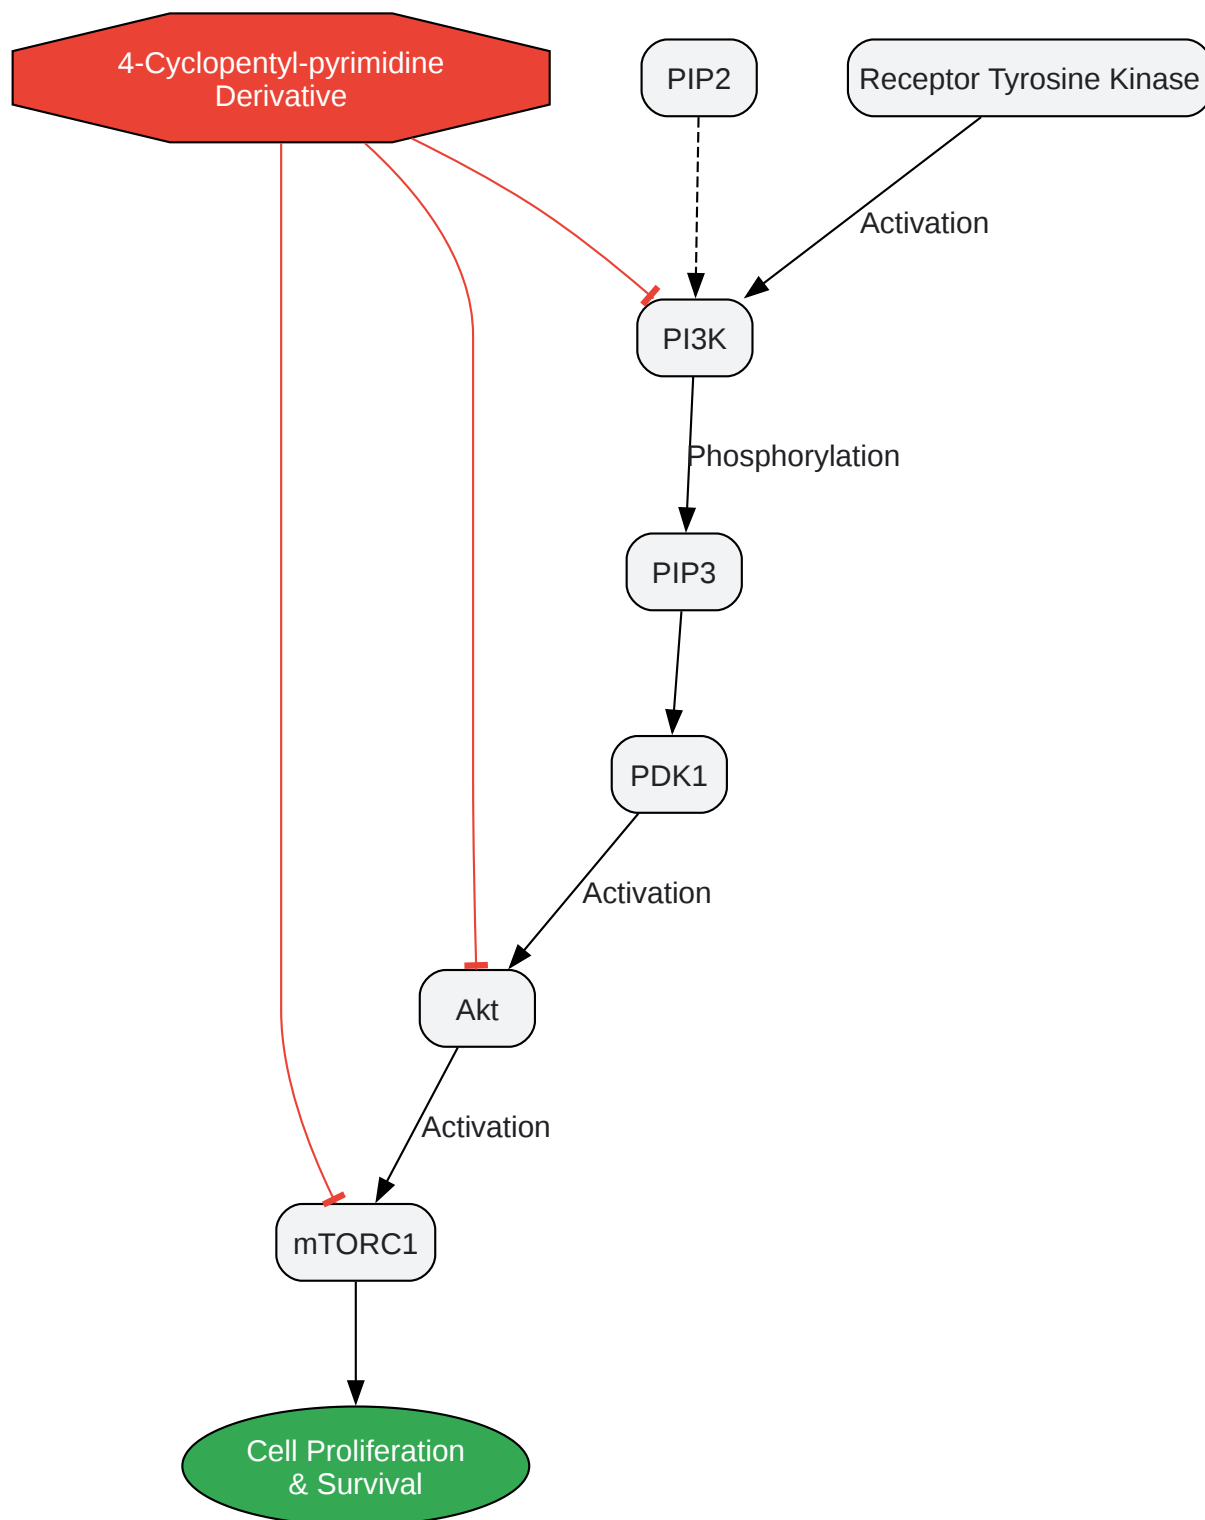 4-Cyclopentyl-pyrimidine
Derivative
PIP2
Receptor Tyrosine Kinase
Activation
PI3K
Phosphorylation
PIP3
PDK1
Activation
Akt
Activation
mTORC1
Cell Proliferation
& Survival